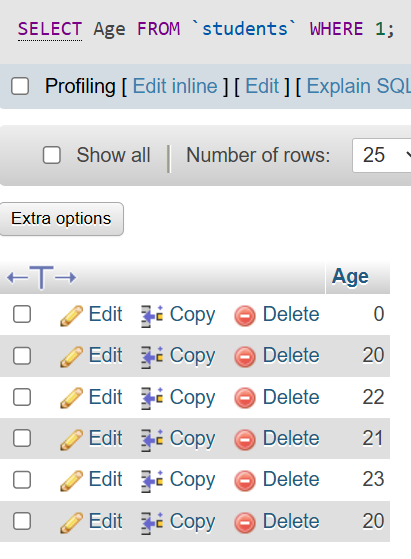 SELECT Age FROM `students` WHERE 1;
Profiling [ Edit inline ] [ Edit ] [ Explain SQL
Show all | Number of rows: 25
Extra options
←T→ Age
Edit Copy Delete 0
Edit Copy Delete 20
Edit Copy Delete 22
Edit Copy Delete 21
Edit Copy Delete 23
Edit Copy Delete 20